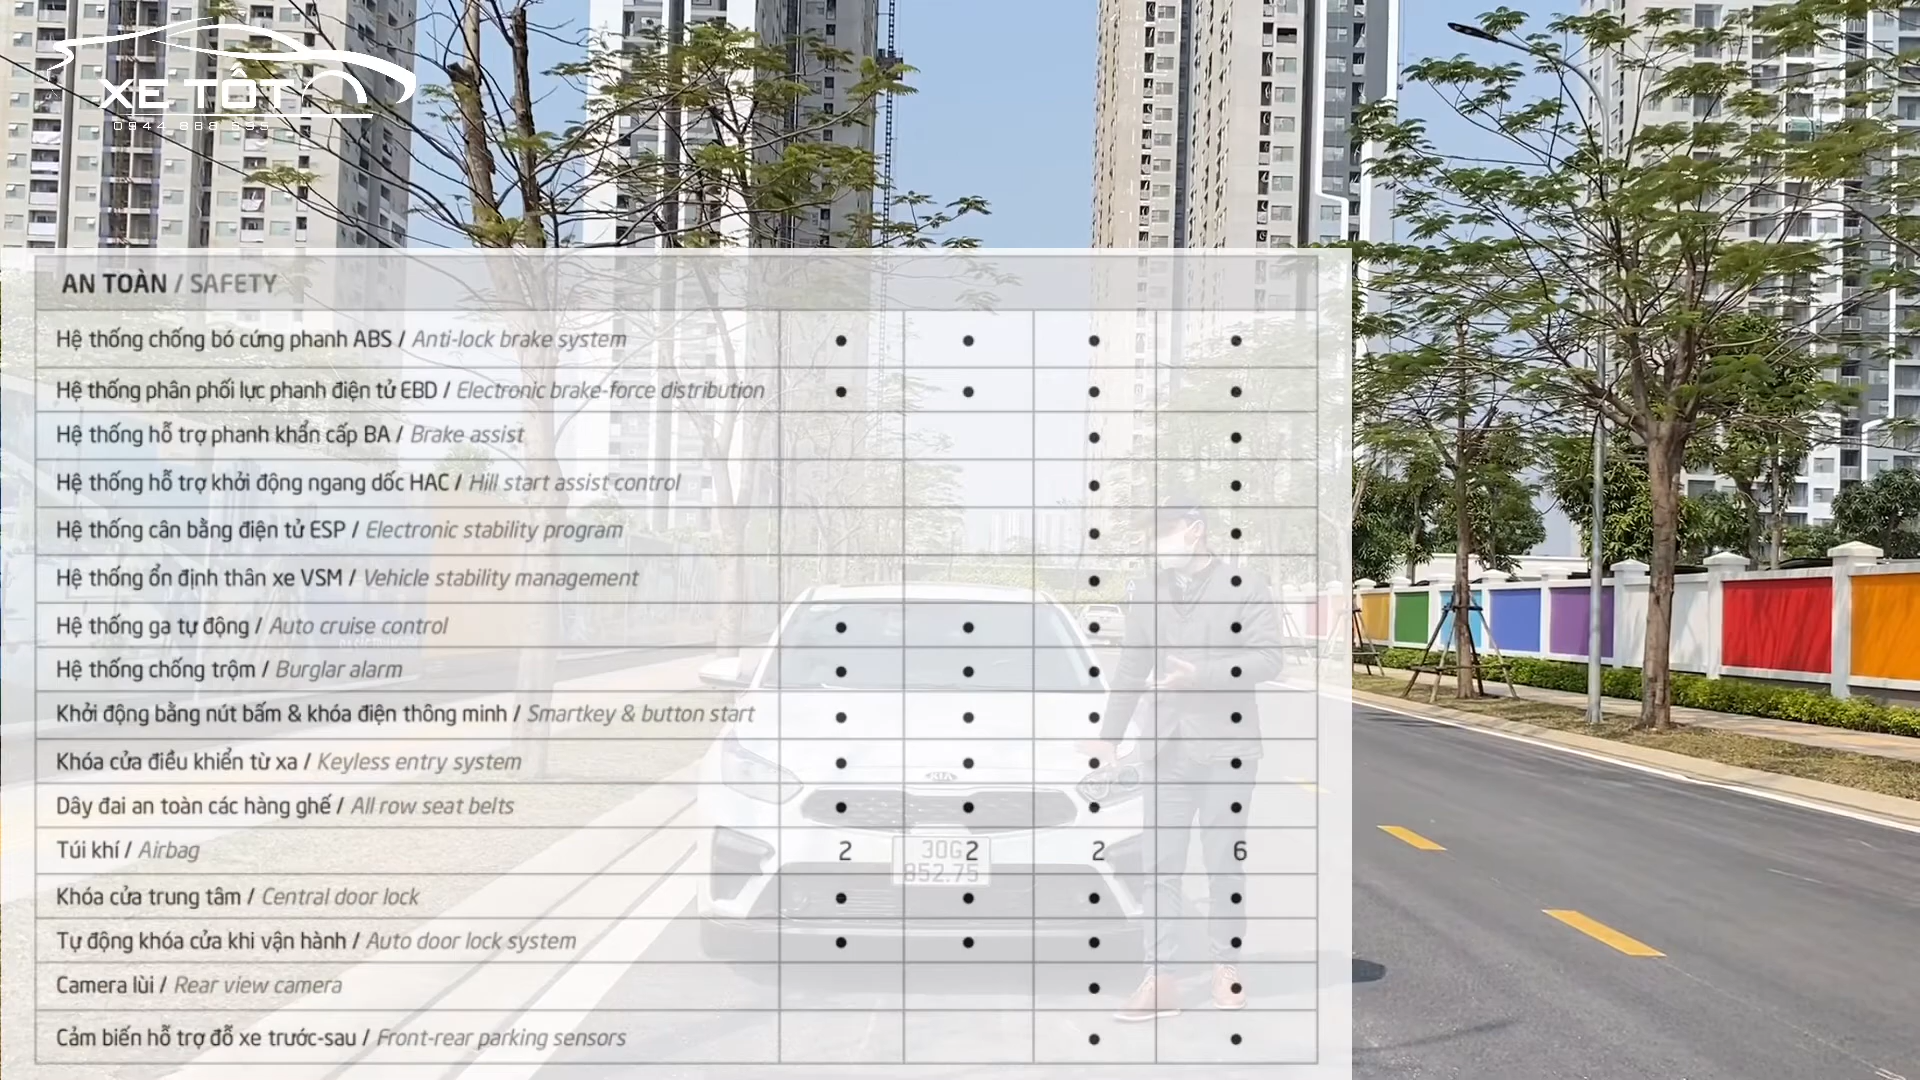 XE TỐT
0944 888 595
AN TOÀN / SAFETY
Hệ thống chống bó cứng phanh ABS / Anti-lock brake system • • • •
Hệ thống phân phối lực phanh điện tử EBD / Electronic brake-force distribution • • • •
Hệ thống hỗ trợ phanh khẩn cấp BA / Brake assist • •
Hệ thống hỗ trợ khởi động ngang dốc HAC / Hill start assist control • •
Hệ thống cân bằng điện tử ESP / Electronic stability program • •
Hệ thống ổn định thân xe VSM / Vehicle stability management • •
Hệ thống ga tự động / Auto cruise control • • • •
Hệ thống chống trộm / Burglar alarm • • • •
Khởi động bằng nút bấm & khóa điện thông minh / Smartkey & button start • • • •
Khóa cửa điều khiển từ xa / Keyless entry system • • • •
KIA
Dây đai an toàn các hàng ghế / All row seat belts • • • •
Túi khí / Airbag 2 2 2 6
30G
852.75
Khóa cửa trung tâm / Central door lock • • • •
Tự động khóa cửa khi vận hành / Auto door lock system • • • •
Camera lùi / Rear view camera • •
Cảm biến hỗ trợ đỗ xe trước-sau / Front-rear parking sensors • •